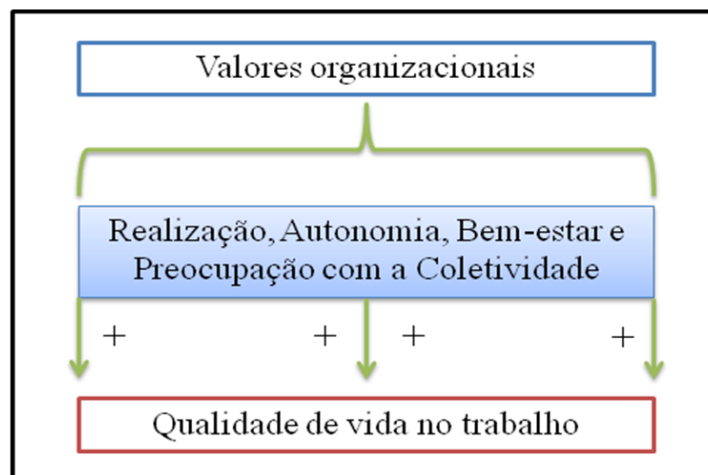 Valores organizacionais
Realização, Autonomia, Bem-estar e
Preocupação com a Coletividade
+ + + +
Qualidade de vida no trabalho